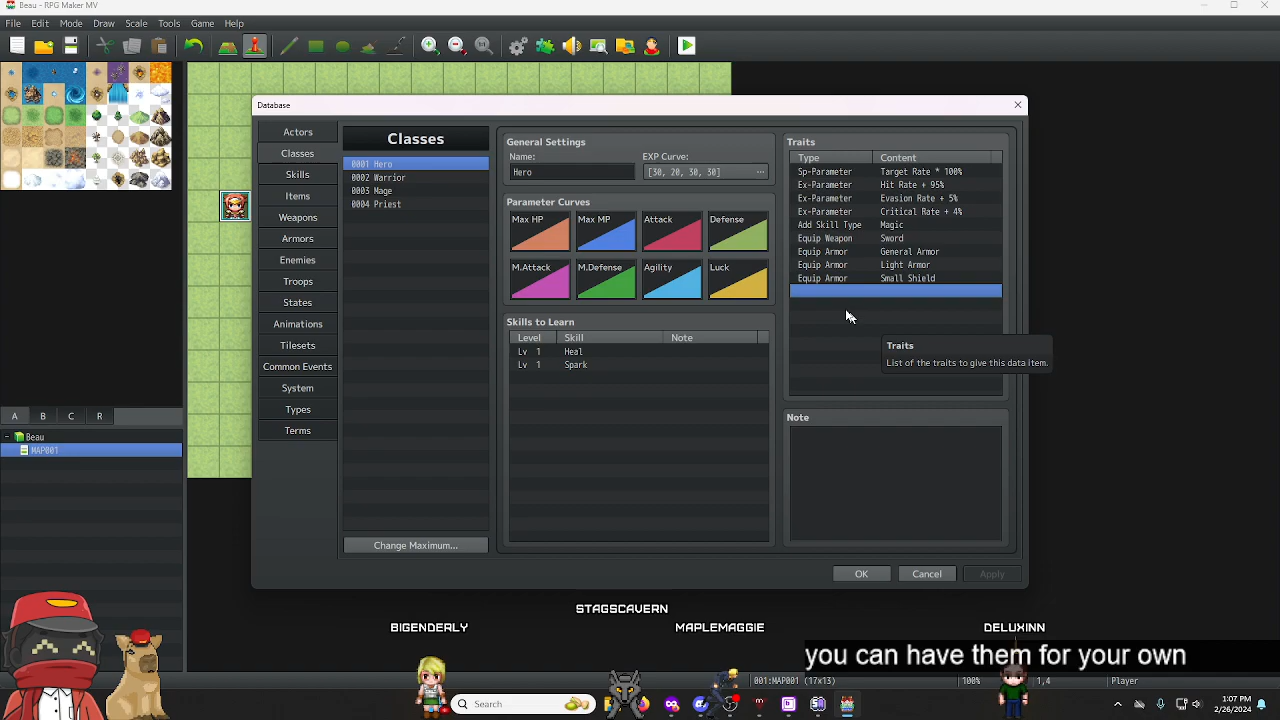 Beau - RPG Maker MV
File Edit Mode Draw Scale Tools Game Help
Database
Actors
Classes
Skills
Items
Weapons
Armors
Enemies
Troops
States
Animations
Tilesets
Common Events
System
Types
Terms
Classes
0001 Hero
0002 Warrior
0003 Mage
0004 Priest
Change Maximum...
General Settings
Name: EXP Curve:
Hero [30, 20, 30, 30] ...
Parameter Curves
Max HP Max MP Attack Defense
M.Attack M.Defense Agility Luck
Skills to Learn
Level Skill Note
Lv 1 Heal
Lv 1 Spark
Traits
Type Content
Sp-Parameter Target Rate * 100%
Ex-Parameter Hit Rate + 95%
Ex-Parameter Evasion Rate + 5%
Ex-Parameter Critical Rate + 4%
Add Skill Type Magic
Equip Weapon Sword
Equip Armor General Armor
Equip Armor Light Armor
Equip Armor Small Shield
Traits
List of the traits to give this data item.
Note
OK Cancel Apply
A B C R
Beau
MAP001
STAGSCAVERN
BIGENDERLY MAPLEMAGGIE DELUXINN
you can have them for your own
001:MAP001 (17x13) 100% 1,4 Player
Search
1:07 PM
2/26/2024